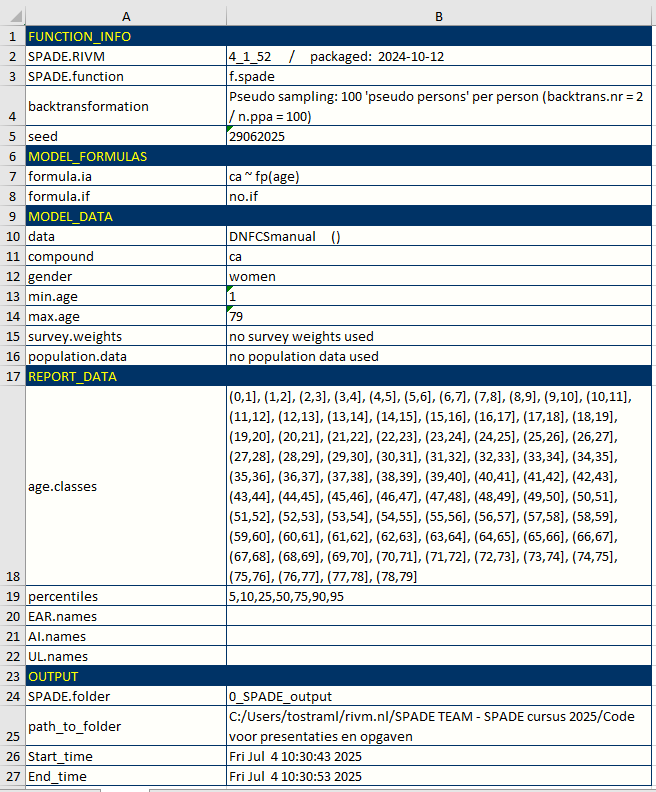 A B
1 FUNCTION_INFO
2 SPADE.RIVM 4_1_52 / packaged: 2024-10-12
3 SPADE.function f.spade
4 backtransformation Pseudo sampling: 100 'pseudo persons' per person (backtrans.nr = 2
/ n.ppa = 100)
5 seed 29062025
6 MODEL_FORMULAS
7 formula.ia ca ~ fp(age)
8 formula.if no.if
9 MODEL_DATA
10 data DNFCSmanual ()
11 compound ca
12 gender women
13 min.age 1
14 max.age 79
15 survey.weights no survey weights used
16 population.data no population data used
17 REPORT_DATA
18 age.classes (0,1], (1,2], (2,3], (3,4], (4,5], (5,6], (6,7], (7,8], (8,9], (9,10], (10,11],
(11,12], (12,13], (13,14], (14,15], (15,16], (16,17], (17,18], (18,19],
(19,20], (20,21], (21,22], (22,23], (23,24], (24,25], (25,26], (26,27],
(27,28], (28,29], (29,30], (30,31], (31,32], (32,33], (33,34], (34,35],
(35,36], (36,37], (37,38], (38,39], (39,40], (40,41], (41,42], (42,43],
(43,44], (44,45], (45,46], (46,47], (47,48], (48,49], (49,50], (50,51],
(51,52], (52,53], (53,54], (54,55], (55,56], (56,57], (57,58], (58,59],
(59,60], (60,61], (61,62], (62,63], (63,64], (64,65], (65,66], (66,67],
(67,68], (68,69], (69,70], (70,71], (71,72], (72,73], (73,74], (74,75],
(75,76], (76,77], (77,78], (78,79]
19 percentiles 5,10,25,50,75,90,95
20 EAR.names
21 AI.names
22 UL.names
23 OUTPUT
24 SPADE.folder 0_SPADE_output
25 path_to_folder C:/Users/tostraml/rivm.nl/SPADE TEAM - SPADE cursus 2025/Code
voor presentaties en opgaven
26 Start_time Fri Jul 4 10:30:43 2025
27 End_time Fri Jul 4 10:30:53 2025